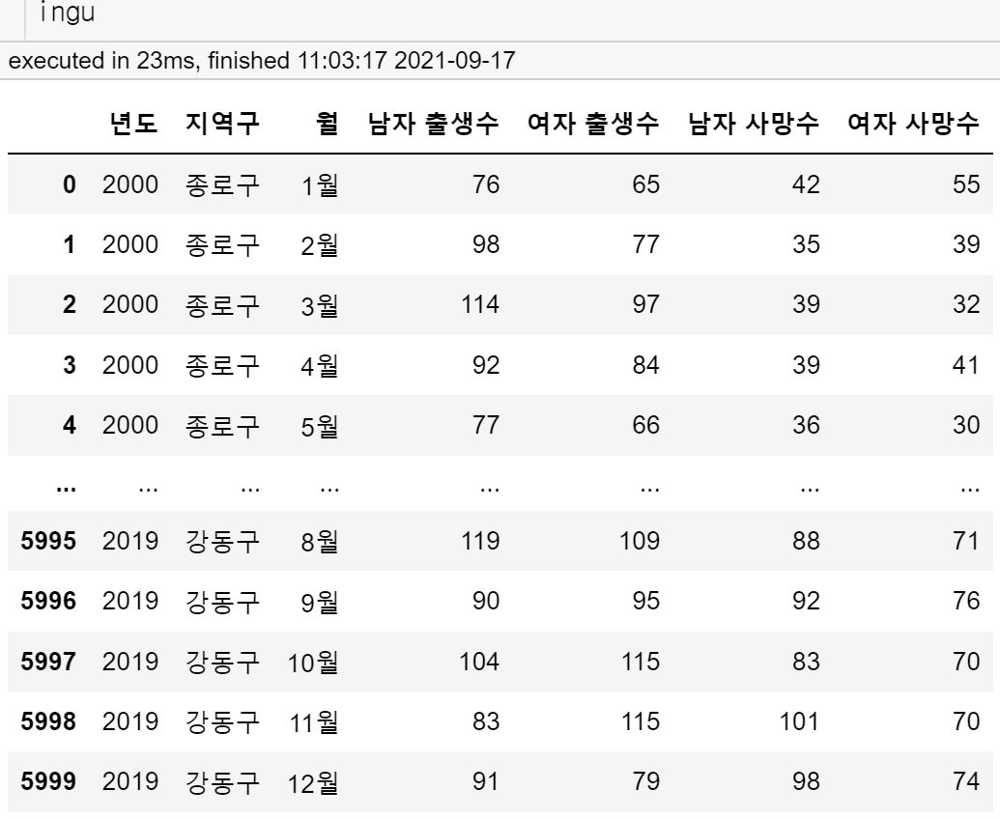 ingu
executed in 23ms, finished 11:03:17 2021-09-17
년도 지역구 월 남자 출생수 여자 출생수 남자 사망수 여자 사망수
0 2000 종로구 1월 76 65 42 55
1 2000 종로구 2월 98 77 35 39
2 2000 종로구 3월 114 97 39 32
3 2000 종로구 4월 92 84 39 41
4 2000 종로구 5월 77 66 36 30
... ... ... ... ... ... ... ...
5995 2019 강동구 8월 119 109 88 71
5996 2019 강동구 9월 90 95 92 76
5997 2019 강동구 10월 104 115 83 70
5998 2019 강동구 11월 83 115 101 70
5999 2019 강동구 12월 91 79 98 74